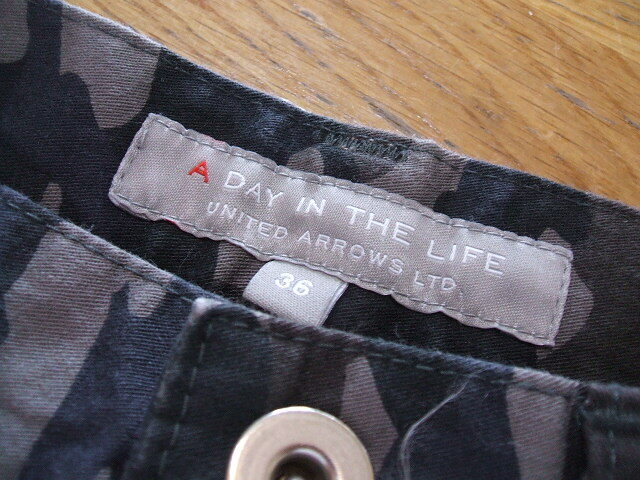 A DAY IN THE LIFE
UNITED ARROWS LTD.
36